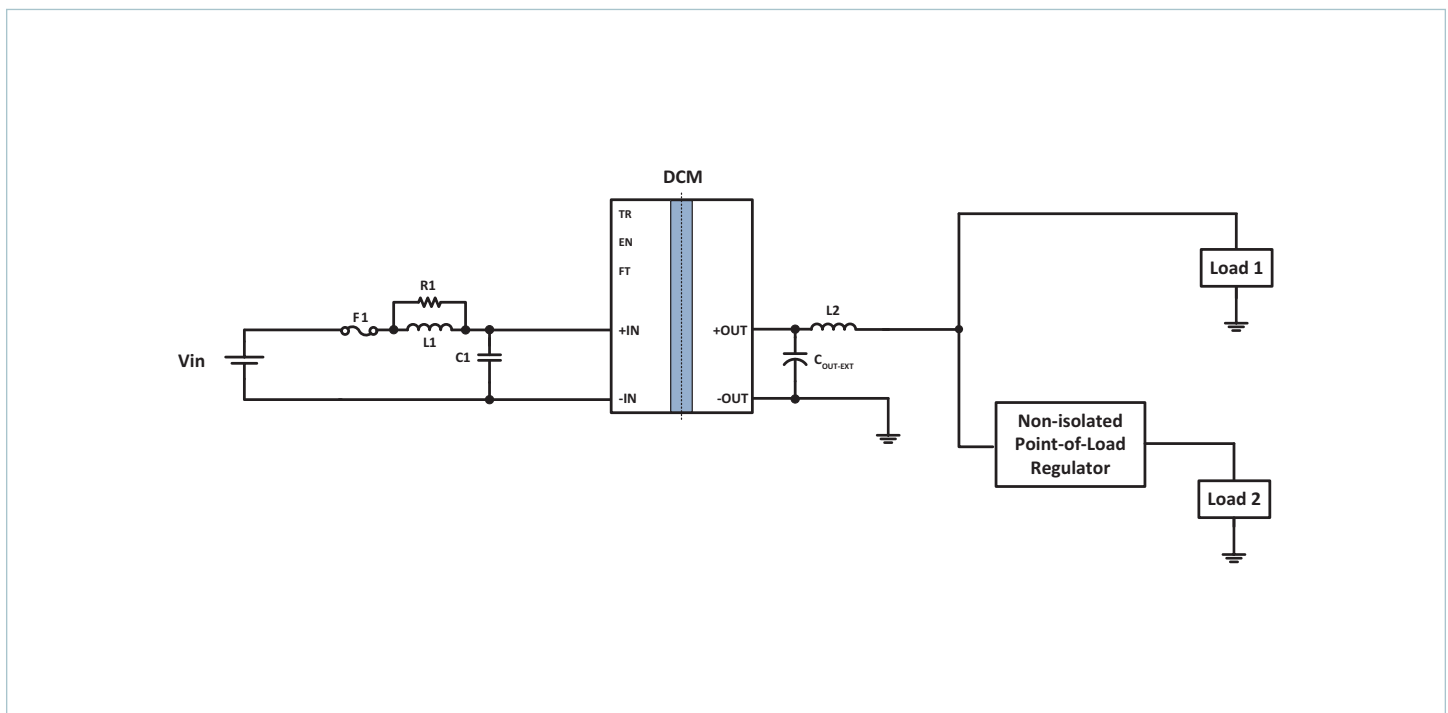 DCM
TR
EN
FT
+IN
-IN
+OUT
-OUT
Vin
F1
R1
L1
C1
L2
C_OUT-EXT
Load 1
Non-isolated
Point-of-Load
Regulator
Load 2